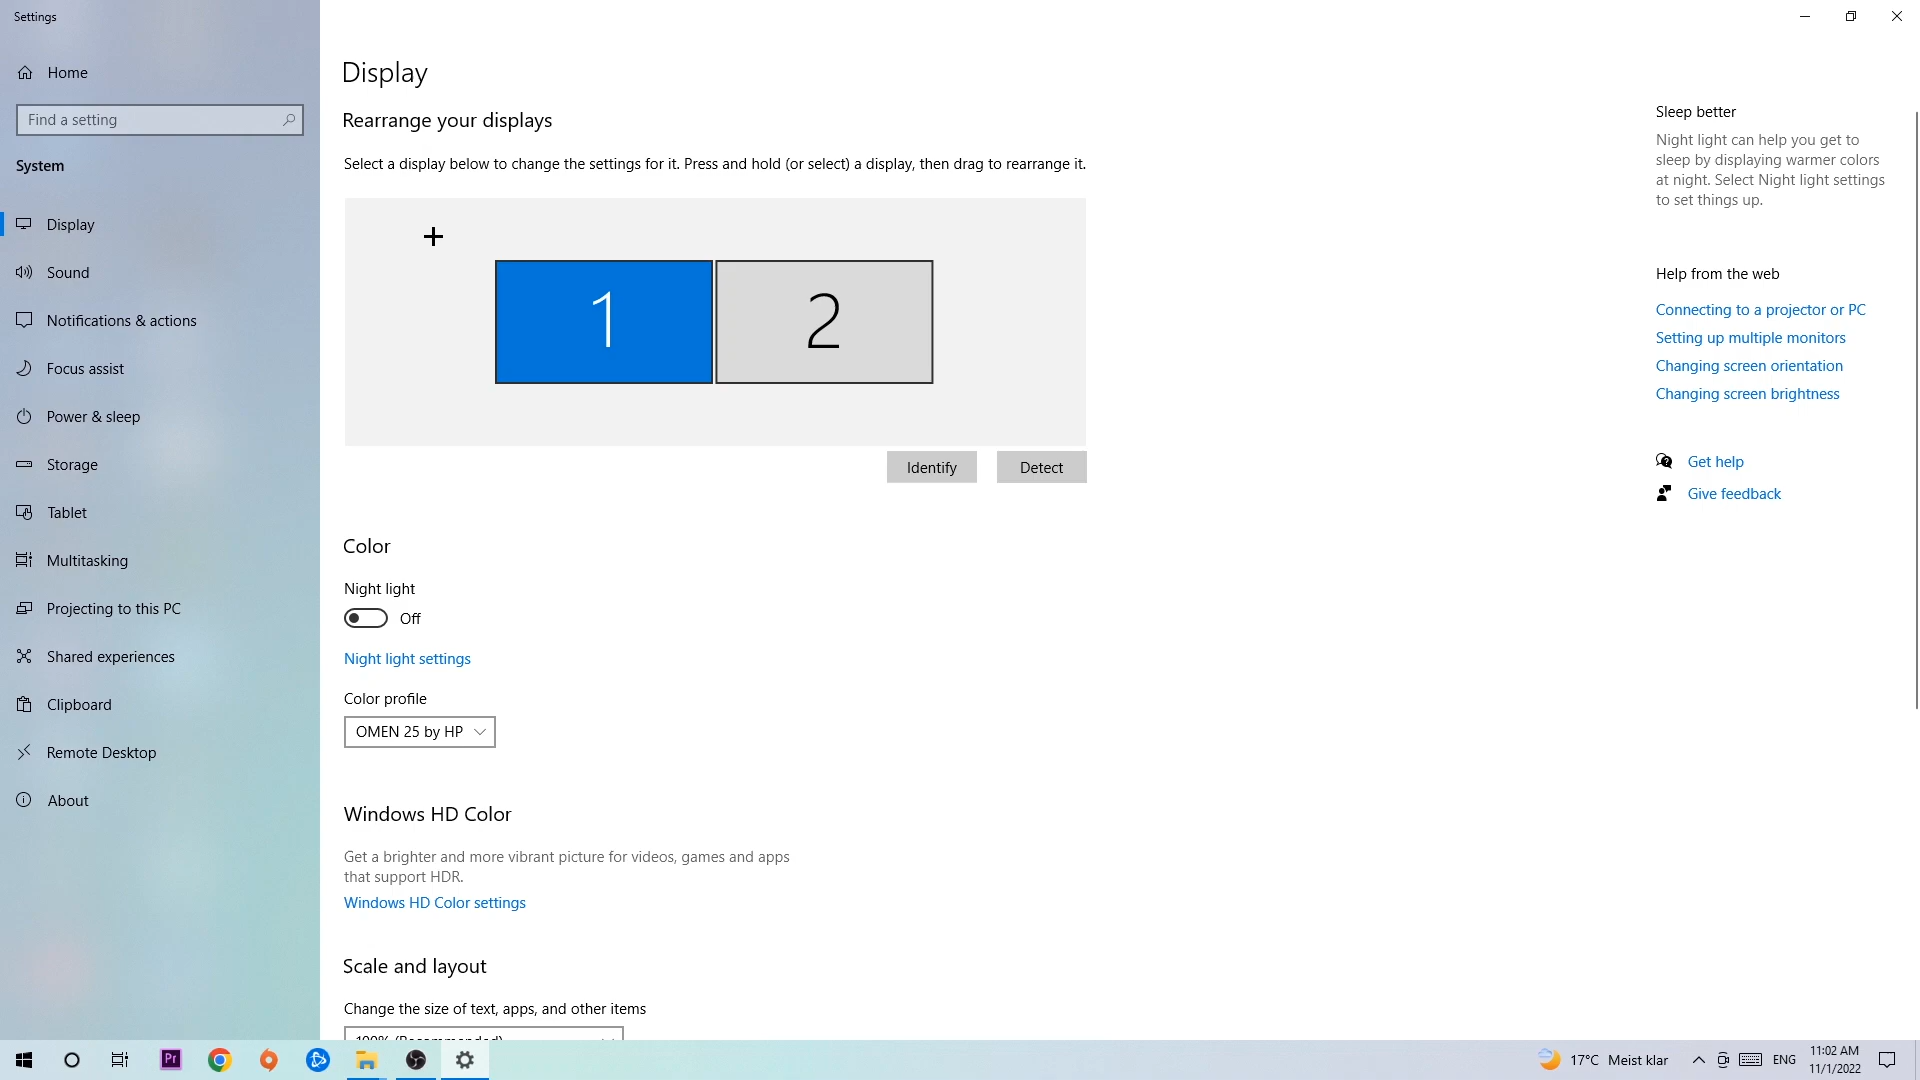 Settings
Home
Find a setting
System
Display
Sound
Notifications & actions
Focus assist
Power & sleep
Storage
Tablet
Multitasking
Projecting to this PC
Shared experiences
Clipboard
Remote Desktop
About
Display
Rearrange your displays
Select a display below to change the settings for it. Press and hold (or select) a display, then drag to rearrange it.
1
2
Identify
Detect
Color
Night light
Off
Night light settings
Color profile
OMEN 25 by HP
Windows HD Color
Get a brighter and more vibrant picture for videos, games and apps
that support HDR.
Windows HD Color settings
Scale and layout
Change the size of text, apps, and other items
100% (Recommended)
Sleep better
Night light can help you get to
sleep by displaying warmer colors
at night. Select Night light settings
to set things up.
Help from the web
Connecting to a projector or PC
Setting up multiple monitors
Changing screen orientation
Changing screen brightness
Get help
Give feedback
Pr
17°C Meist klar
ENG
11:02 AM
11/1/2022